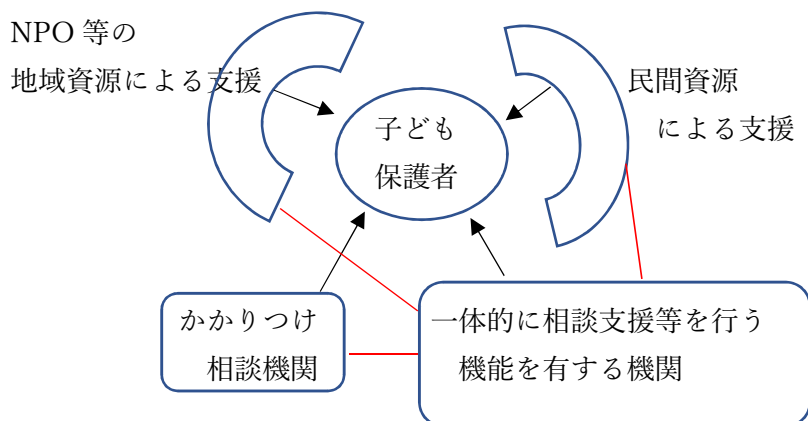 NPO 等の
地域資源による支援
民間資源
による支援
子ども
保護者
かかりつけ
相談機関
一体的に相談支援等を行う
機能を有する機関